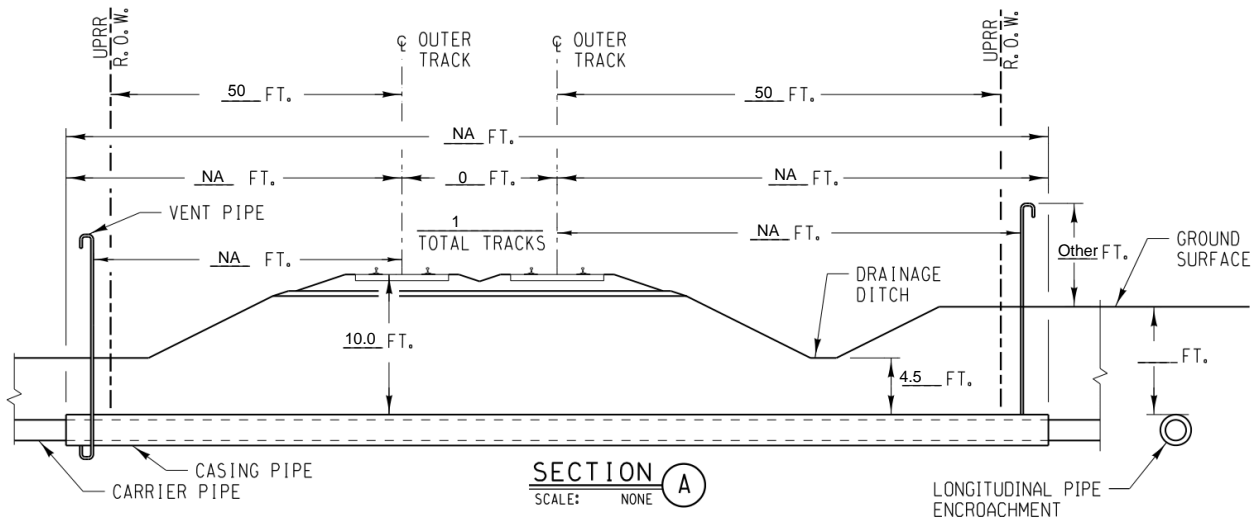 UPRR
R. O. W.
℄ OUTER
TRACK
℄ OUTER
TRACK
UPRR
R. O. W.
50 FT.
50 FT.
NA FT.
NA FT.
0 FT.
NA FT.
VENT PIPE
1
TOTAL TRACKS
NA FT.
NA FT.
Other FT.
GROUND
SURFACE
DRAINAGE
DITCH
10.0 FT.
4.5 FT.
____ FT.
CASING PIPE
CARRIER PIPE
SECTION A
SCALE: NONE
LONGITUDINAL PIPE
ENCROACHMENT